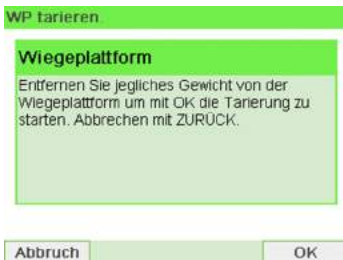 WP tarieren.
Wiegeplattform
Entfernen Sie jegliches Gewicht von der
Wiegeplattform um mit OK die Tarierung zu
starten. Abbrechen mit ZURÜCK.
Abbruch
OK